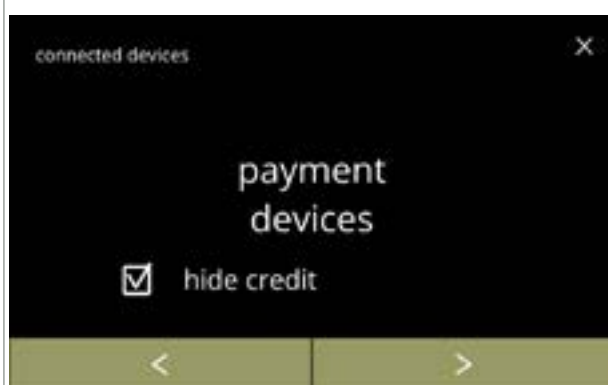 connected devices
X
payment
devices
hide credit
< >